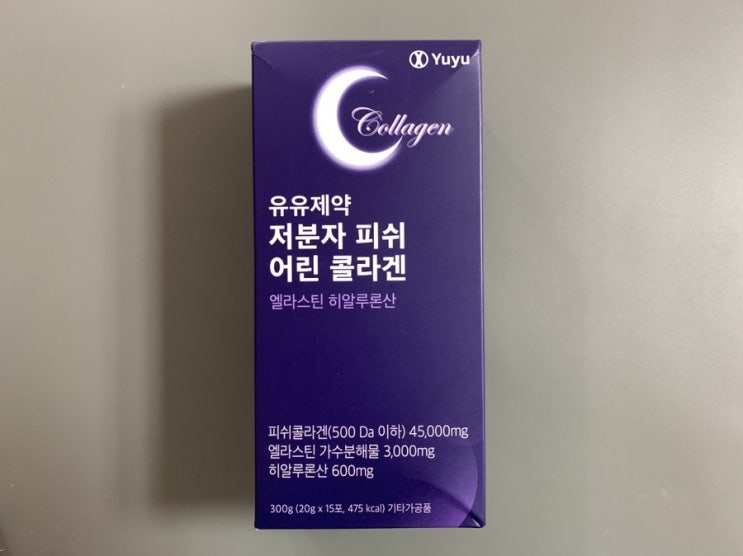 Yuyu
Collagen
유유제약
저분자 피쉬
어린 콜라겐
엘라스틴 히알루론산
피쉬콜라겐(500 Da 이하) 45,000mg
엘라스틴 가수분해물 3,000mg
히알루론산 600mg
300g (20g x 15포, 475 kcal) 기타가공품